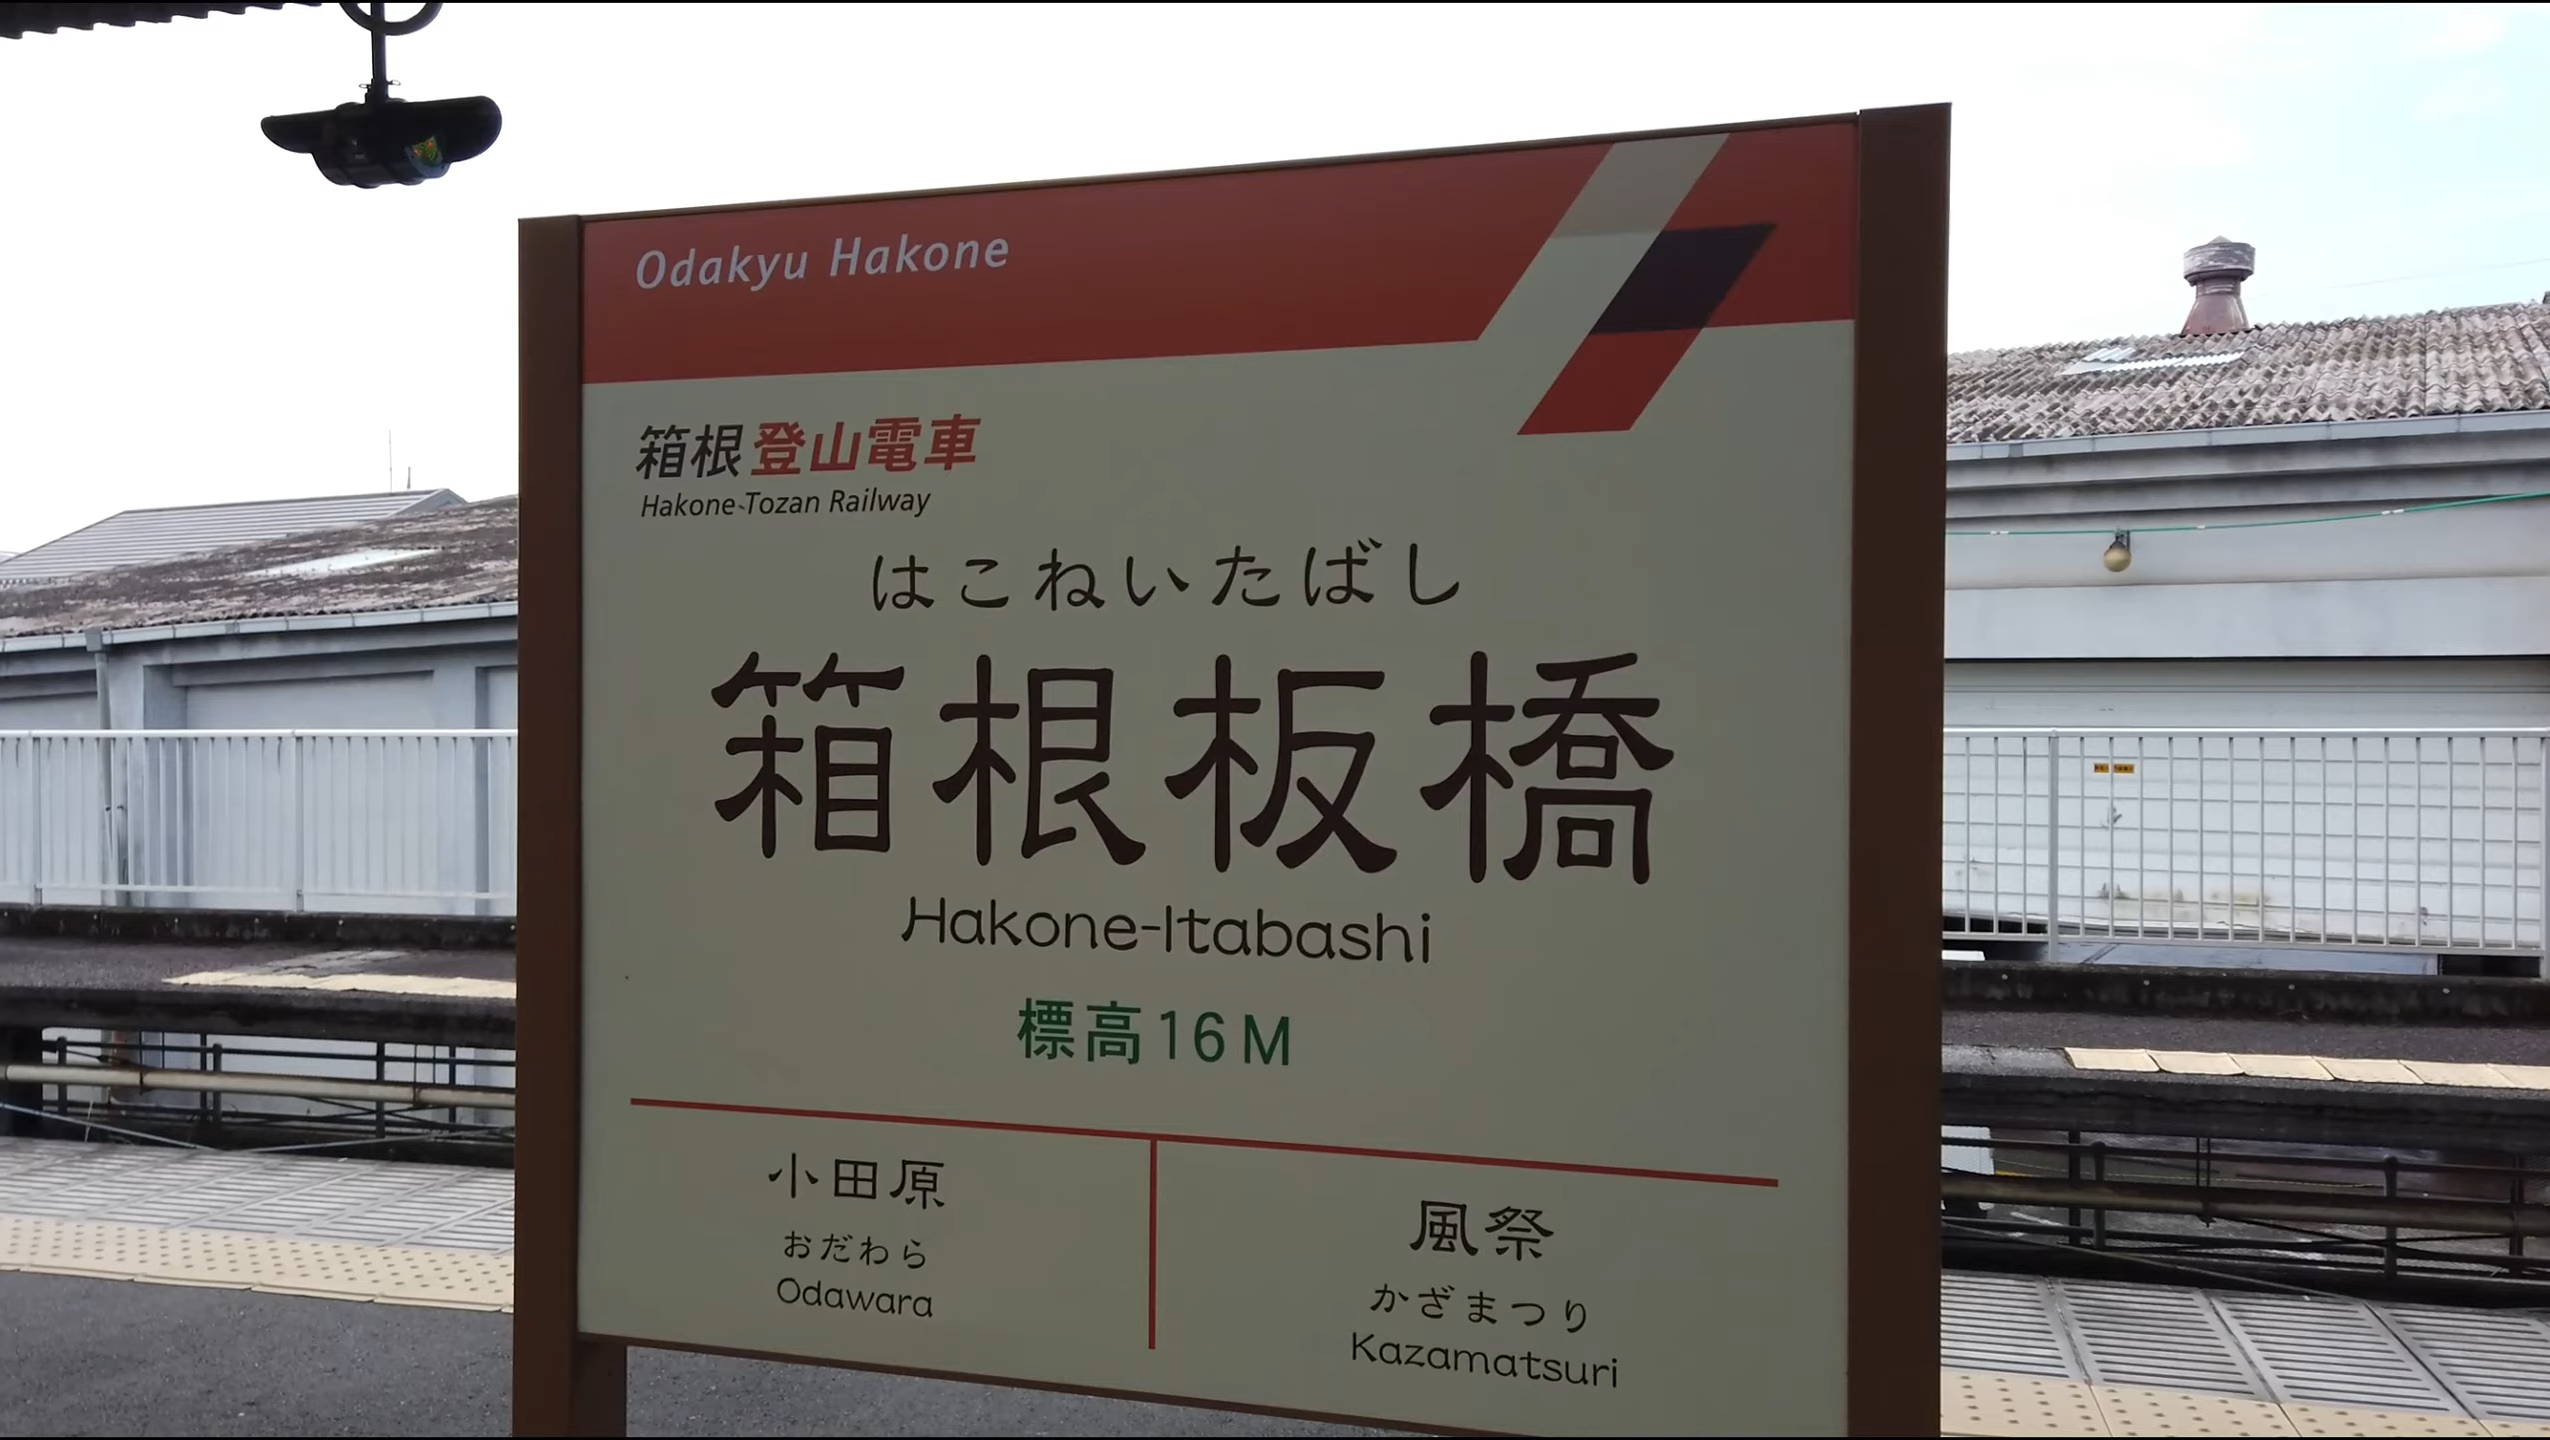 Odakyu Hakone
箱根登山電車
Hakone-Tozan Railway
はこねいたばし
箱根板橋
Hakone-Itabashi
標高16M
小田原
おだわら
Odawara
風祭
かざまつり
Kazamatsuri